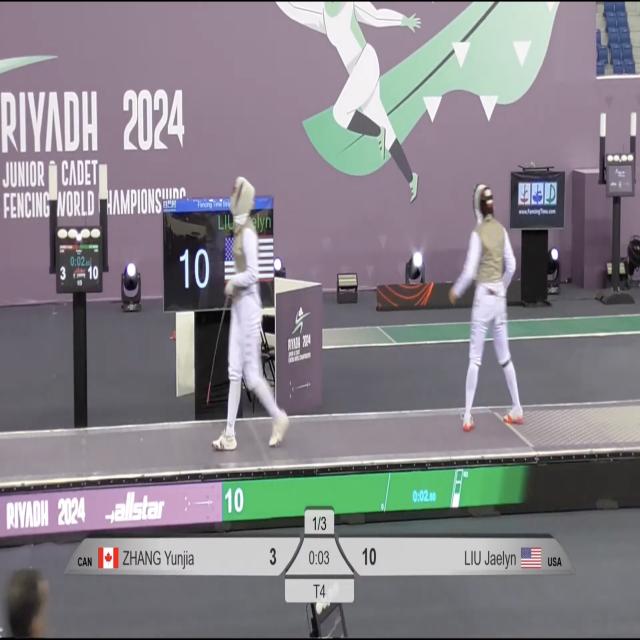 RIYADH 2024
JUNIOR & CADET
FENCING WORLD CHAMPIONSHIPS
LIU Jaelyn
10
0:02
3 10
www.FencingTime.com
RIYADH 2024
RIYADH 2024 allstar
10 0:02
1/3
CAN ZHANG Yunjia 3 0:03 10 LIU Jaelyn USA
T4